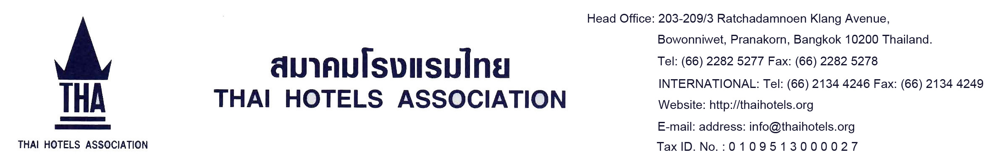 THA
THAI HOTELS ASSOCIATION
สมาคมโรงแรมไทย
THAI HOTELS ASSOCIATION
Head Office: 203-209/3 Ratchadamnoen Klang Avenue,
Bowonniwet, Pranakorn, Bangkok 10200 Thailand.
Tel: (66) 2282 5277 Fax: (66) 2282 5278
INTERNATIONAL: Tel: (66) 2134 4246 Fax: (66) 2134 4249
Website: http://thaihotels.org
E-mail: address: info@thaihotels.org
Tax ID. No. : 0 1 0 9 5 1 3 0 0 0 0 2 7